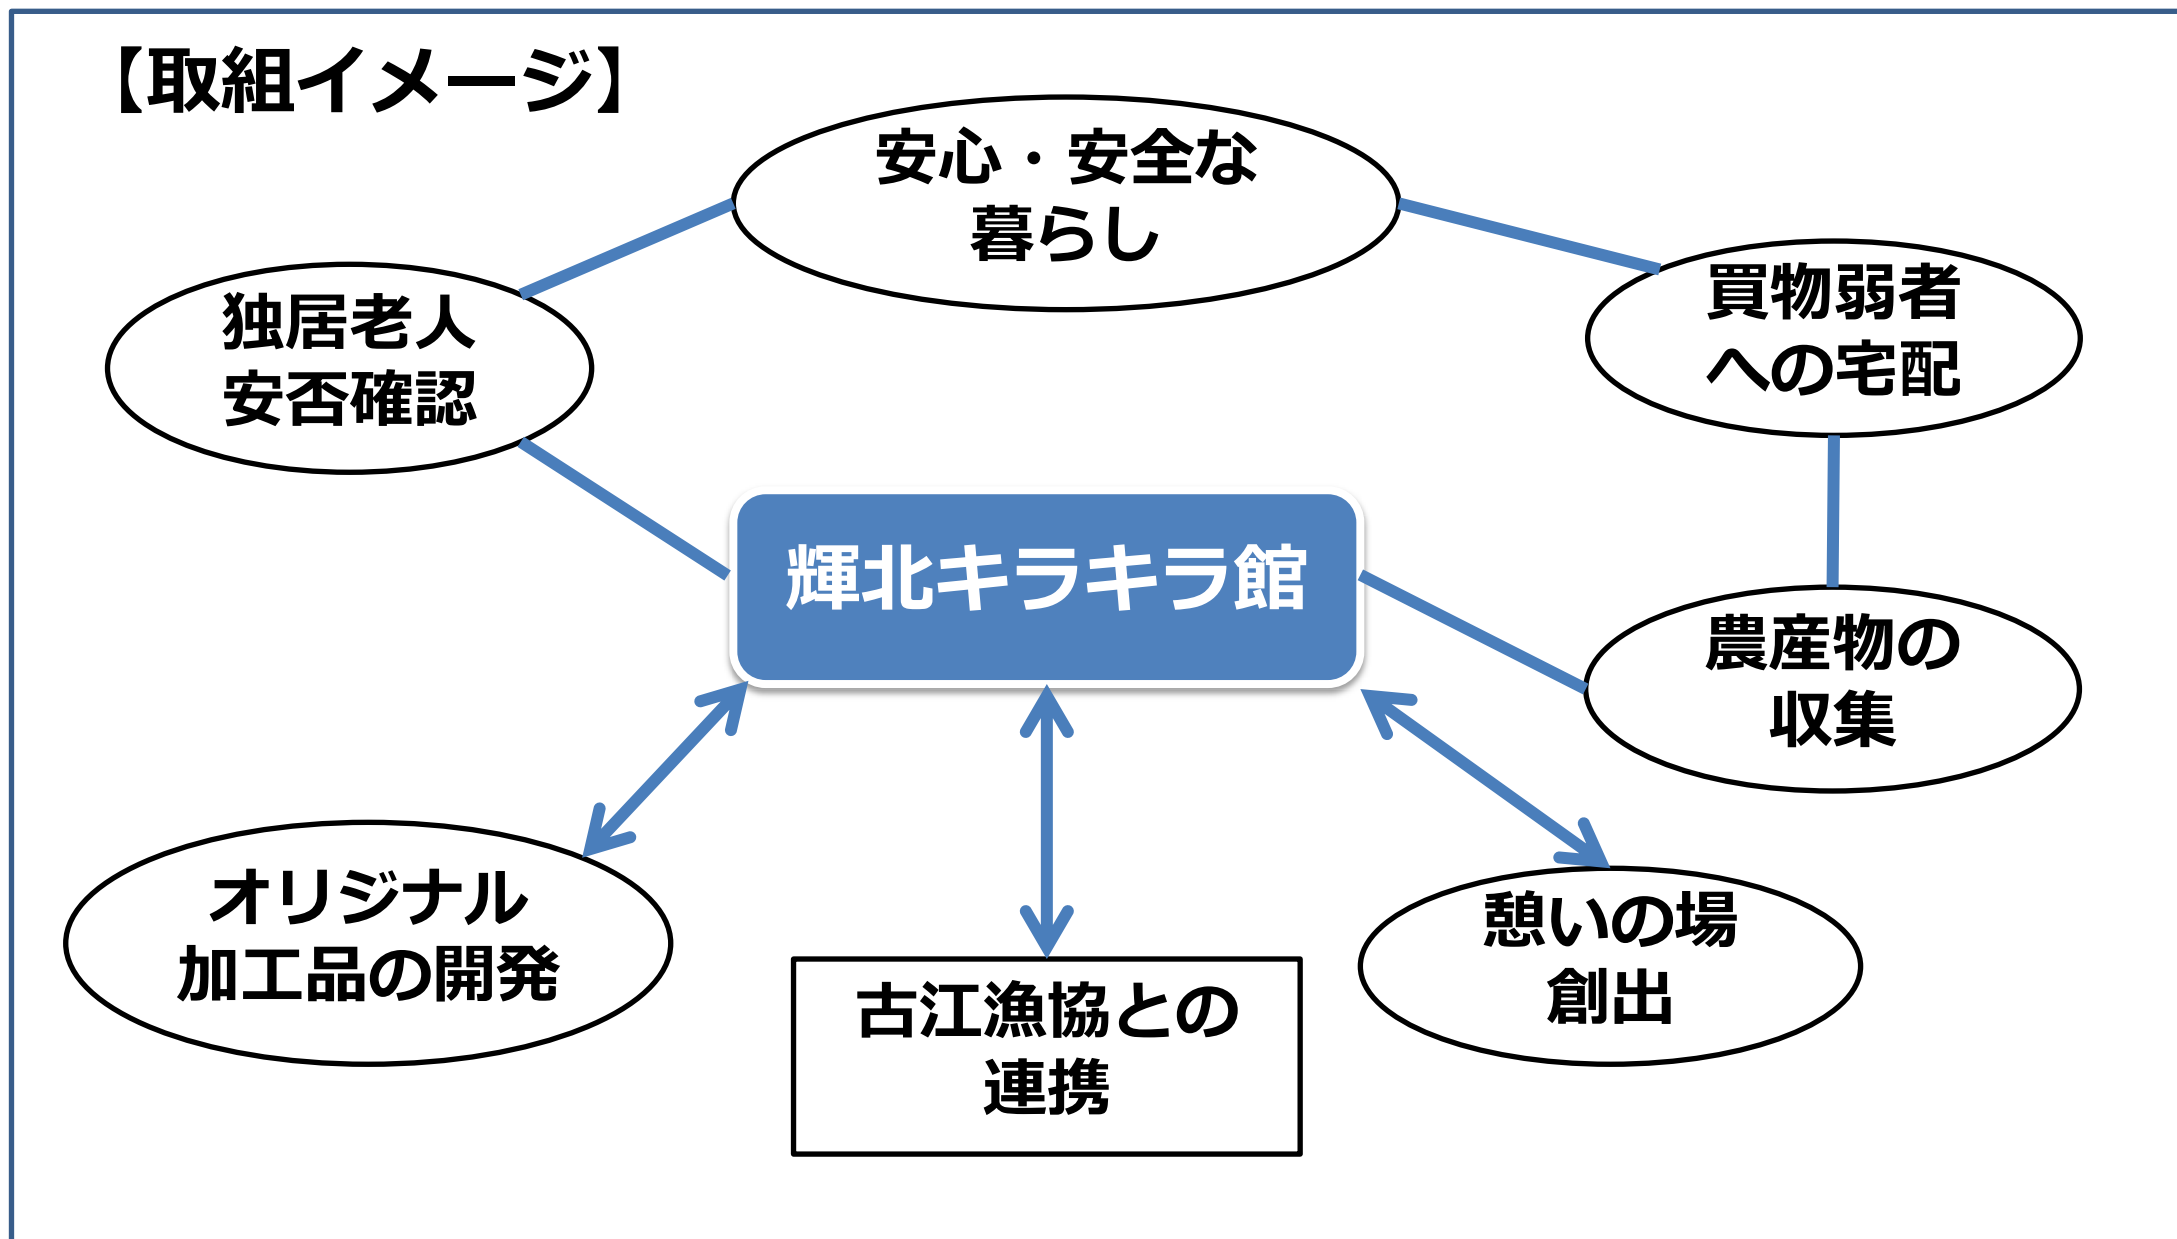 【取組イメージ】
安心・安全な
暮らし
独居老人
安否確認
買物弱者
への宅配
輝北キラキラ館
農産物の
収集
オリジナル
加工品の開発
古江漁協との
連携
憩いの場
創出